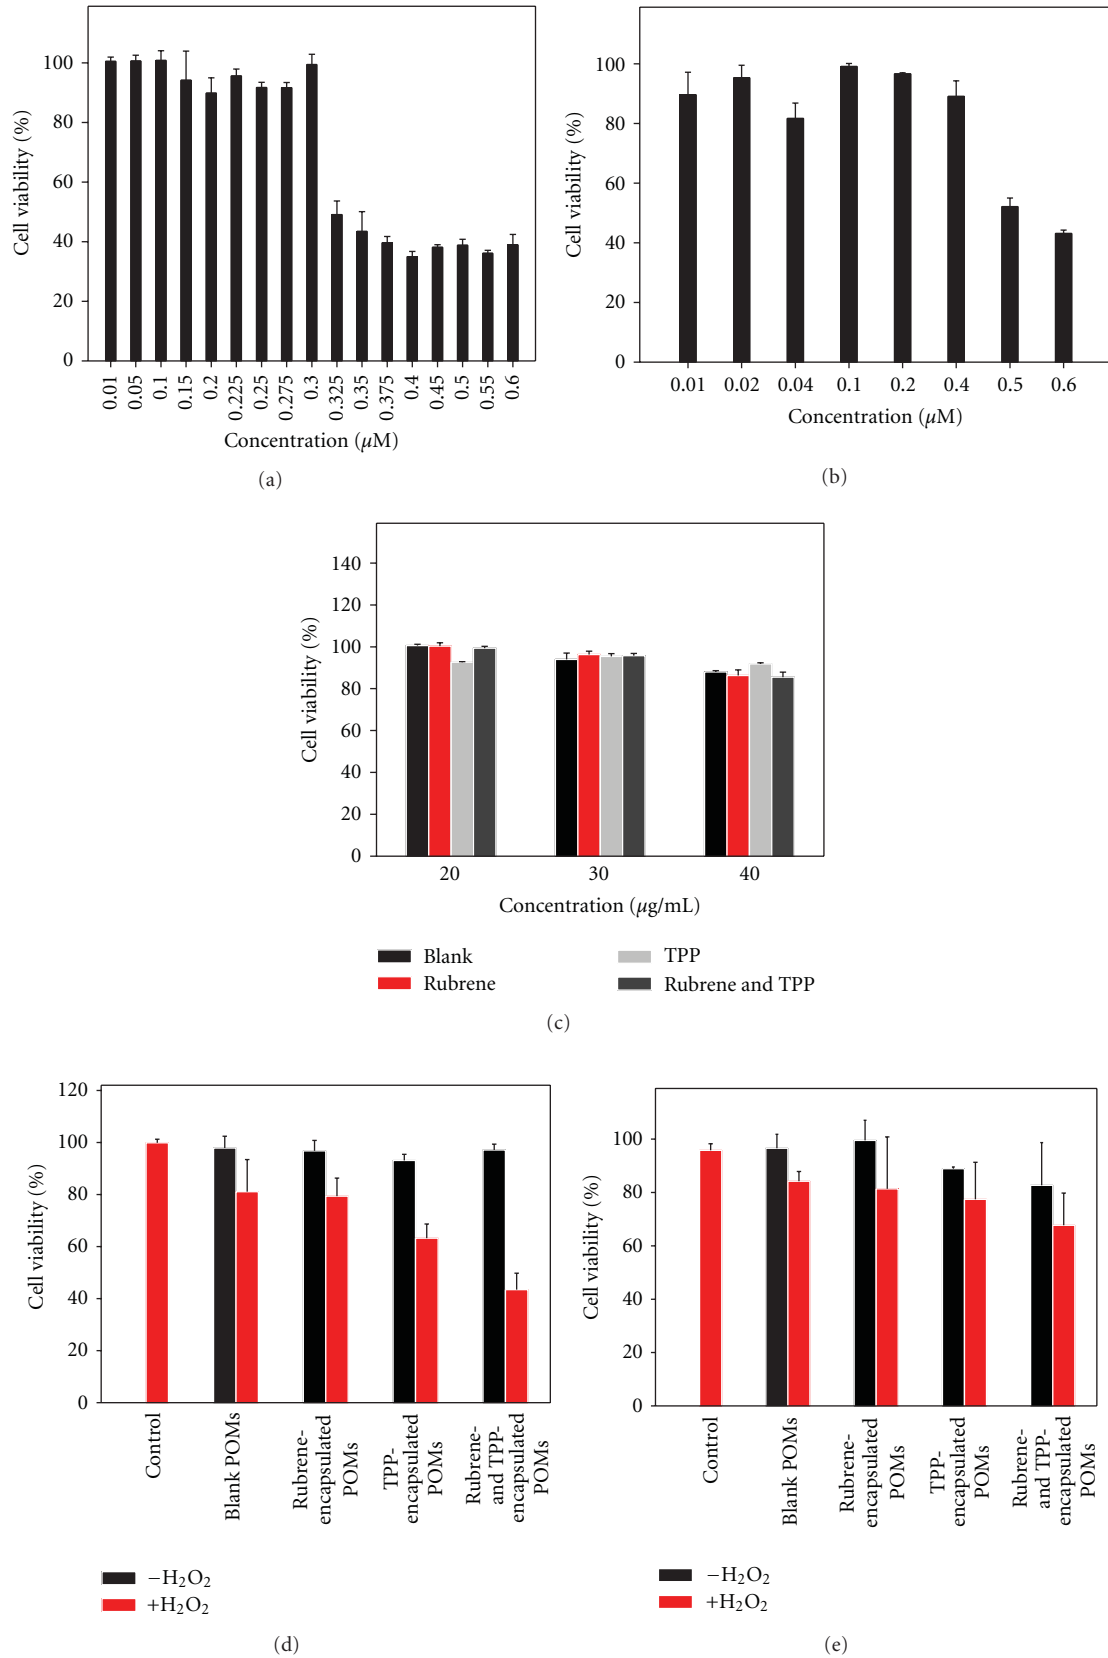 Cell viability (%)
100
80
60
40
20
0
0.01
0.05
0.1
0.15
0.2
0.225
0.25
0.275
0.3
0.325
0.35
0.375
0.4
0.45
0.5
0.55
0.6
Concentration (μM)
(a)
Cell viability (%)
100
80
60
40
20
0
0.01 0.02 0.04 0.1 0.2 0.4 0.5 0.6
Concentration (μM)
(b)
Cell viability (%)
140
120
100
80
60
40
20
0
20 30 40
Concentration (μg/mL)
Blank
Rubrene
TPP
Rubrene and TPP
(c)
Cell viability (%)
120
100
80
60
40
20
0
Control
Blank POMs
Rubrene-
encapsulated
POMs
TPP-
encapsulated
POMs
Rubrene-
and TPP-
encapsulated
POMs
−H₂O₂
+H₂O₂
(d)
Cell viability (%)
100
80
60
40
20
0
Control
Blank POMs
Rubrene-
encapsulated
POMs
TPP-
encapsulated
POMs
Rubrene-
and TPP-
encapsulated
POMs
−H₂O₂
+H₂O₂
(e)